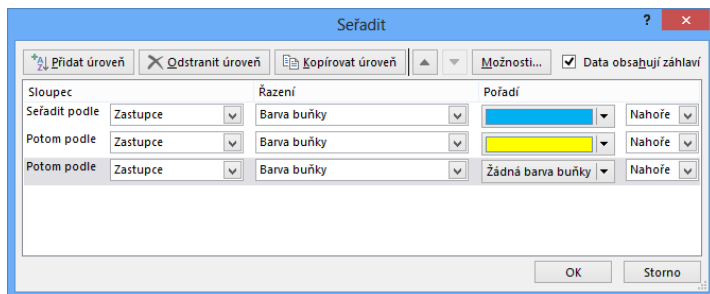 Seřadit ? ×
Přidat úroveň Odstranit úroveň Kopírovat úroveň Možnosti... Data obsahují záhlaví
Sloupec Řazení Pořadí
Seřadit podle Zastupce Barva buňky Nahoře
Potom podle Zastupce Barva buňky Nahoře
Potom podle Zastupce Barva buňky Žádná barva buňky Nahoře
OK Storno